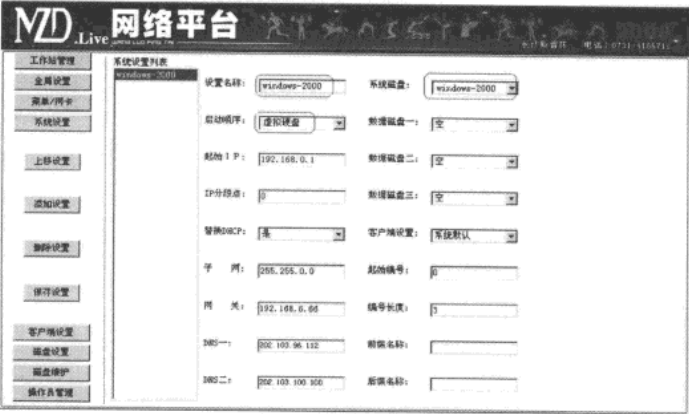 NZD.Live 网络平台
工作站管理
全局设置
菜单/网卡
系统设置
上移设置
添加设置
删除设置
保存设置
客户端设置
磁盘设置
磁盘维护
操作员管理
系统设置列表
windows-2000
设置名称: windows-2000 系统磁盘: windows-2000
启动顺序: 虚拟硬盘 数据磁盘一: 空
起始IP: 192.168.0.1 数据磁盘二: 空
IP分段点: 0 数据磁盘三: 空
替换DHCP: 是 客户端设置: 系统默认
子 网: 255.255.0.0 起始编号: 0
网 关: 192.168.0.66 编号长度: 3
DNS一: 202.103.96.112 前缀名称:
DNS二: 202.103.100.100 后缀名称: